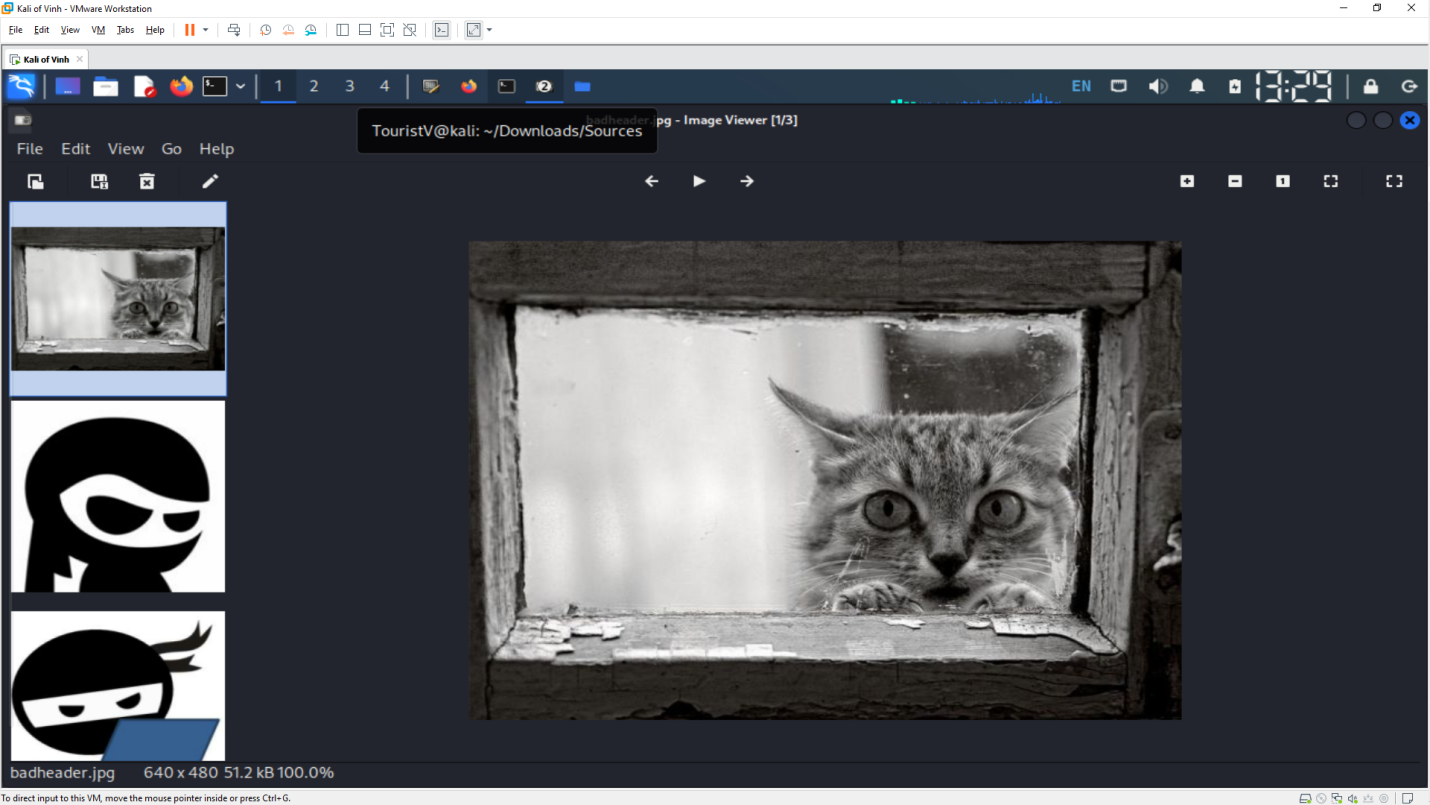 Kali of Vinh - VMware Workstation
File Edit View VM Tabs Help
Kali of Vinh
1 2 3 4 EN 13:29
badheader.jpg - Image Viewer [1/3]
TouristV@kali: ~/Downloads/Sources
File Edit View Go Help
badheader.jpg 640 x 480 51.2 kB 100.0%
To direct input to this VM, move the mouse pointer inside or press Ctrl+G.